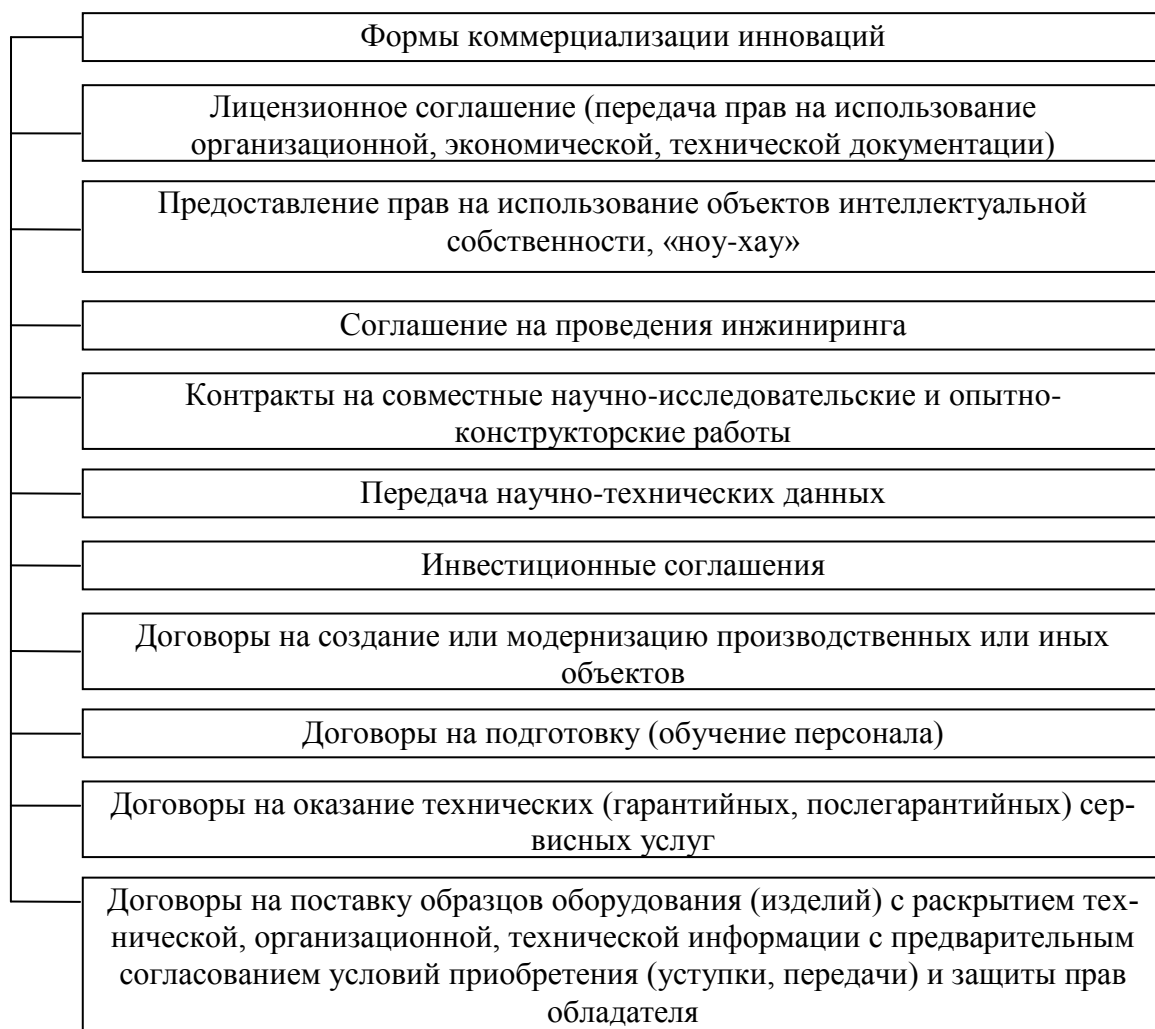 Формы коммерциализации инноваций
Лицензионное соглашение (передача прав на использование
организационной, экономической, технической документации)
Предоставление прав на использование объектов интеллектуальной
собственности, «ноу-хау»
Соглашение на проведения инжиниринга
Контракты на совместные научно-исследовательские и опытно-
конструкторские работы
Передача научно-технических данных
Инвестиционные соглашения
Договоры на создание или модернизацию производственных или иных
объектов
Договоры на подготовку (обучение персонала)
Договоры на оказание технических (гарантийных, послегарантийных) сер-
висных услуг
Договоры на поставку образцов оборудования (изделий) с раскрытием тех-
нической, организационной, технической информации с предварительным
согласованием условий приобретения (уступки, передачи) и защиты прав
обладателя